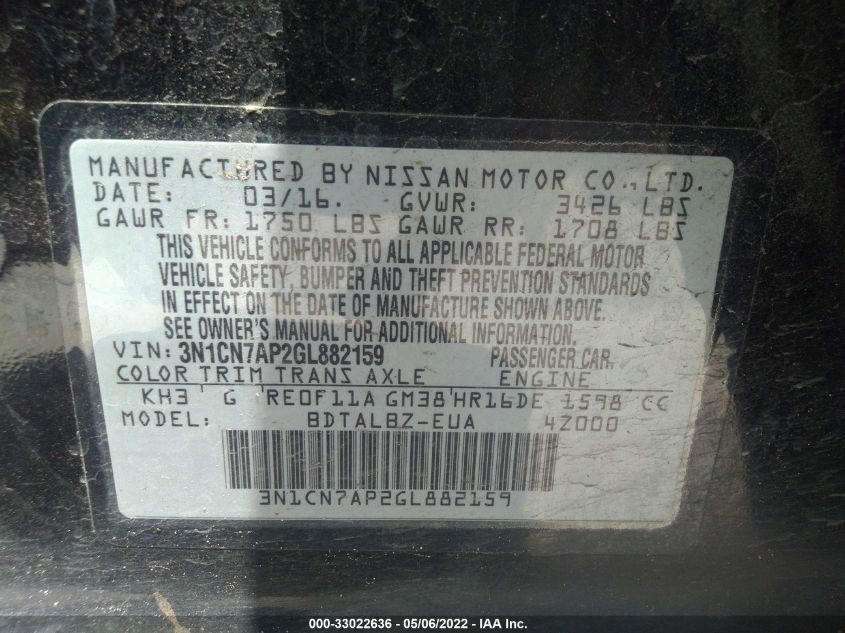 MANUFACTURED BY NISSAN MOTOR CO., LTD.
DATE: 03/16. GVWR: 3426 LBS
GAWR FR: 1750 LBS GAWR RR: 1708 LBS
THIS VEHICLE CONFORMS TO ALL APPLICABLE FEDERAL MOTOR
VEHICLE SAFETY, BUMPER AND THEFT PREVENTION STANDARDS
IN EFFECT ON THE DATE OF MANUFACTURE SHOWN ABOVE.
SEE OWNER'S MANUAL FOR ADDITIONAL INFORMATION
VIN: 3N1CN7AP2GL882159 PASSENGER CAR.
COLOR TRIM TRANS AXLE ENGINE
KH3 G RE0F11A GM38 HR16DE 1598 CC
MODEL: BDTALBZ-EUA 4Z000
3N1CN7AP2GL882159
000-33022636 - 05/06/2022 - IAA Inc.